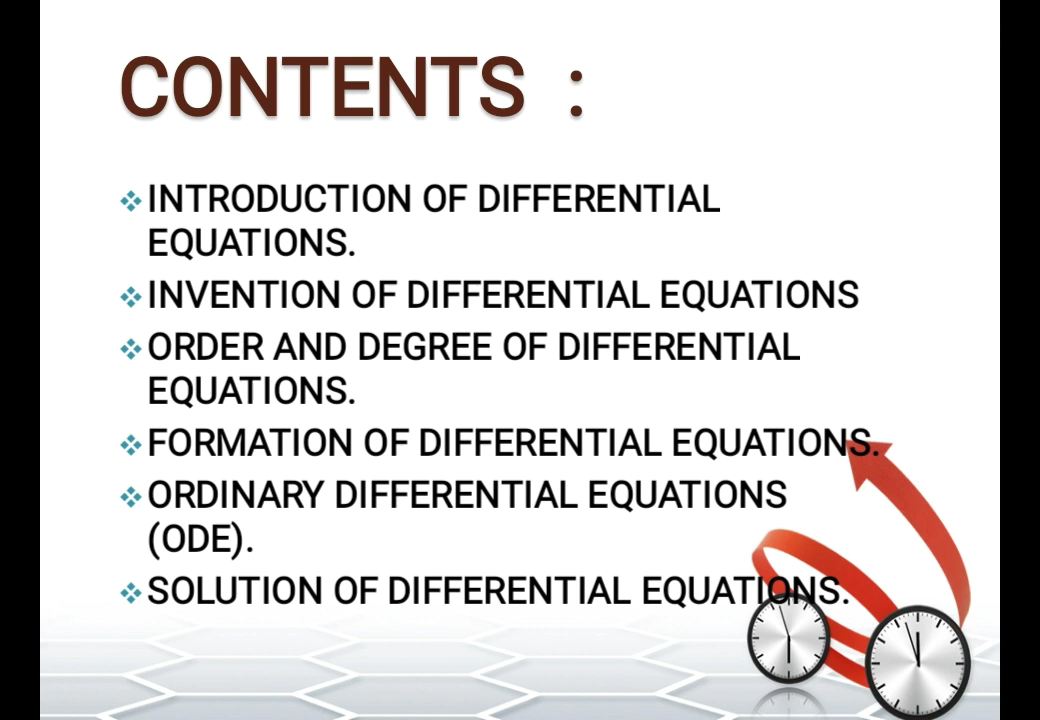 CONTENTS :
INTRODUCTION OF DIFFERENTIAL
EQUATIONS.
INVENTION OF DIFFERENTIAL EQUATIONS
ORDER AND DEGREE OF DIFFERENTIAL
EQUATIONS.
FORMATION OF DIFFERENTIAL EQUATIONS.
ORDINARY DIFFERENTIAL EQUATIONS
(ODE).
SOLUTION OF DIFFERENTIAL EQUATIONS.